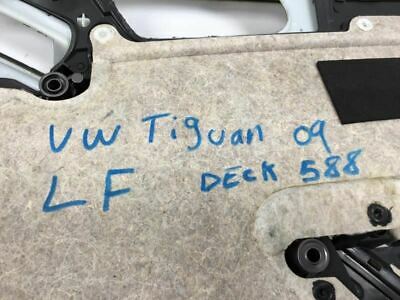 VW Tiguan 09
LF DECK 588